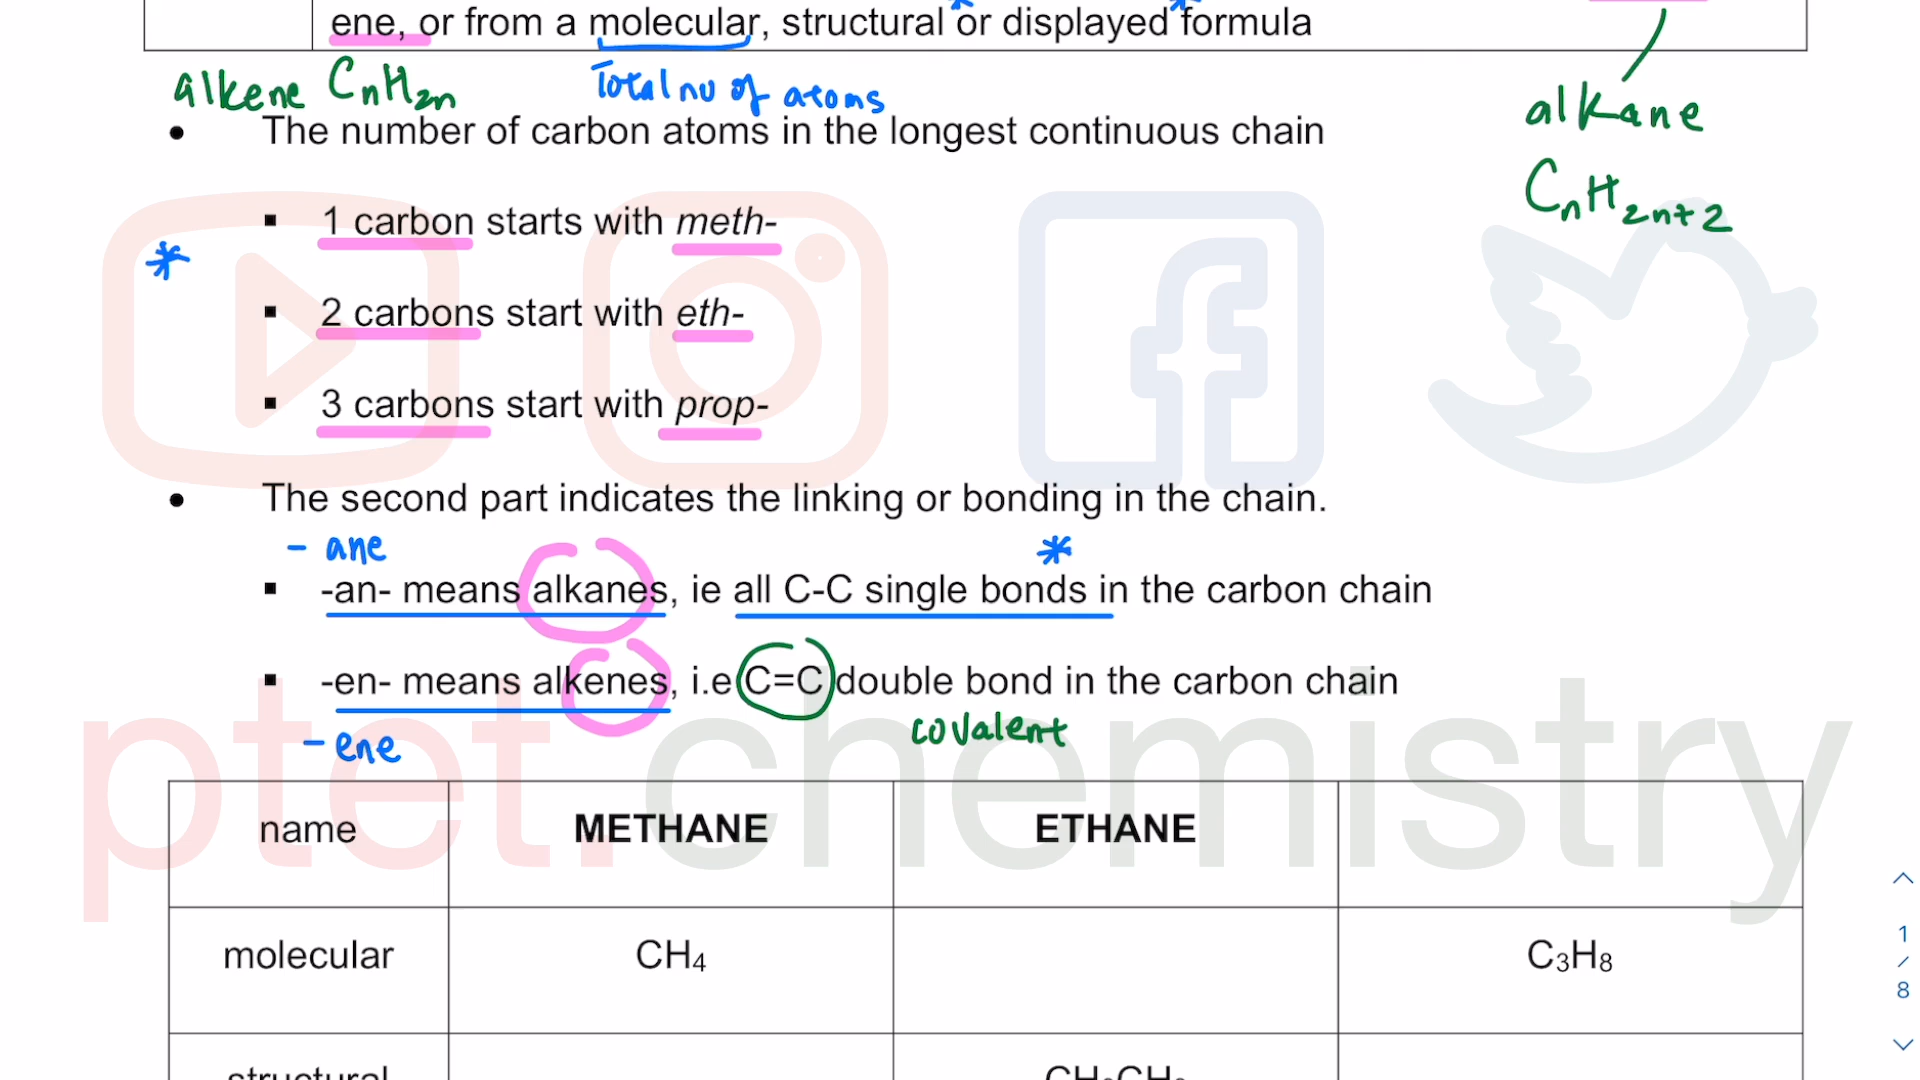 ene, or from a molecular, structural or displayed formula
alkene CnH2n
Total no of atoms
alkane
CnH2n+2
• The number of carbon atoms in the longest continuous chain
▪ 1 carbon starts with meth-
*
▪ 2 carbons start with eth-
▪ 3 carbons start with prop-
• The second part indicates the linking or bonding in the chain.
- ane
*
▪ -an- means alkanes, ie all C-C single bonds in the carbon chain
▪ -en- means alkenes, i.e C=C double bond in the carbon chain
covalent
- ene
ptet.chemistry
name METHANE ETHANE
molecular CH₄ C₃H₈
structural CH₃CH₃
1
/
8